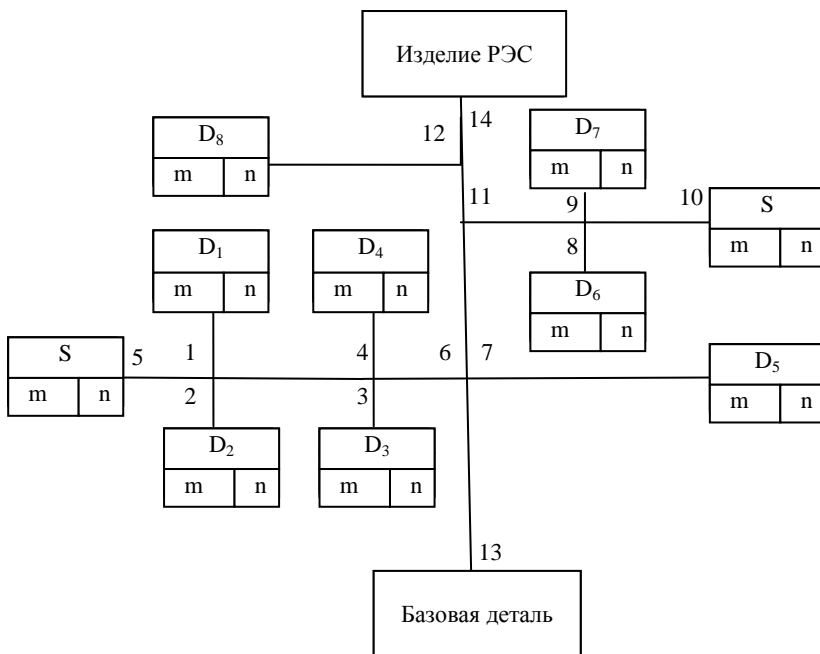 Изделие РЭС
14
12
D₈
m n
D₇
m n
11
9
10
S
m n
8
D₁
m n
D₄
m n
D₆
m n
S
m n
5
1
4
6
7
D₅
m n
2
3
D₂
m n
D₃
m n
13
Базовая деталь